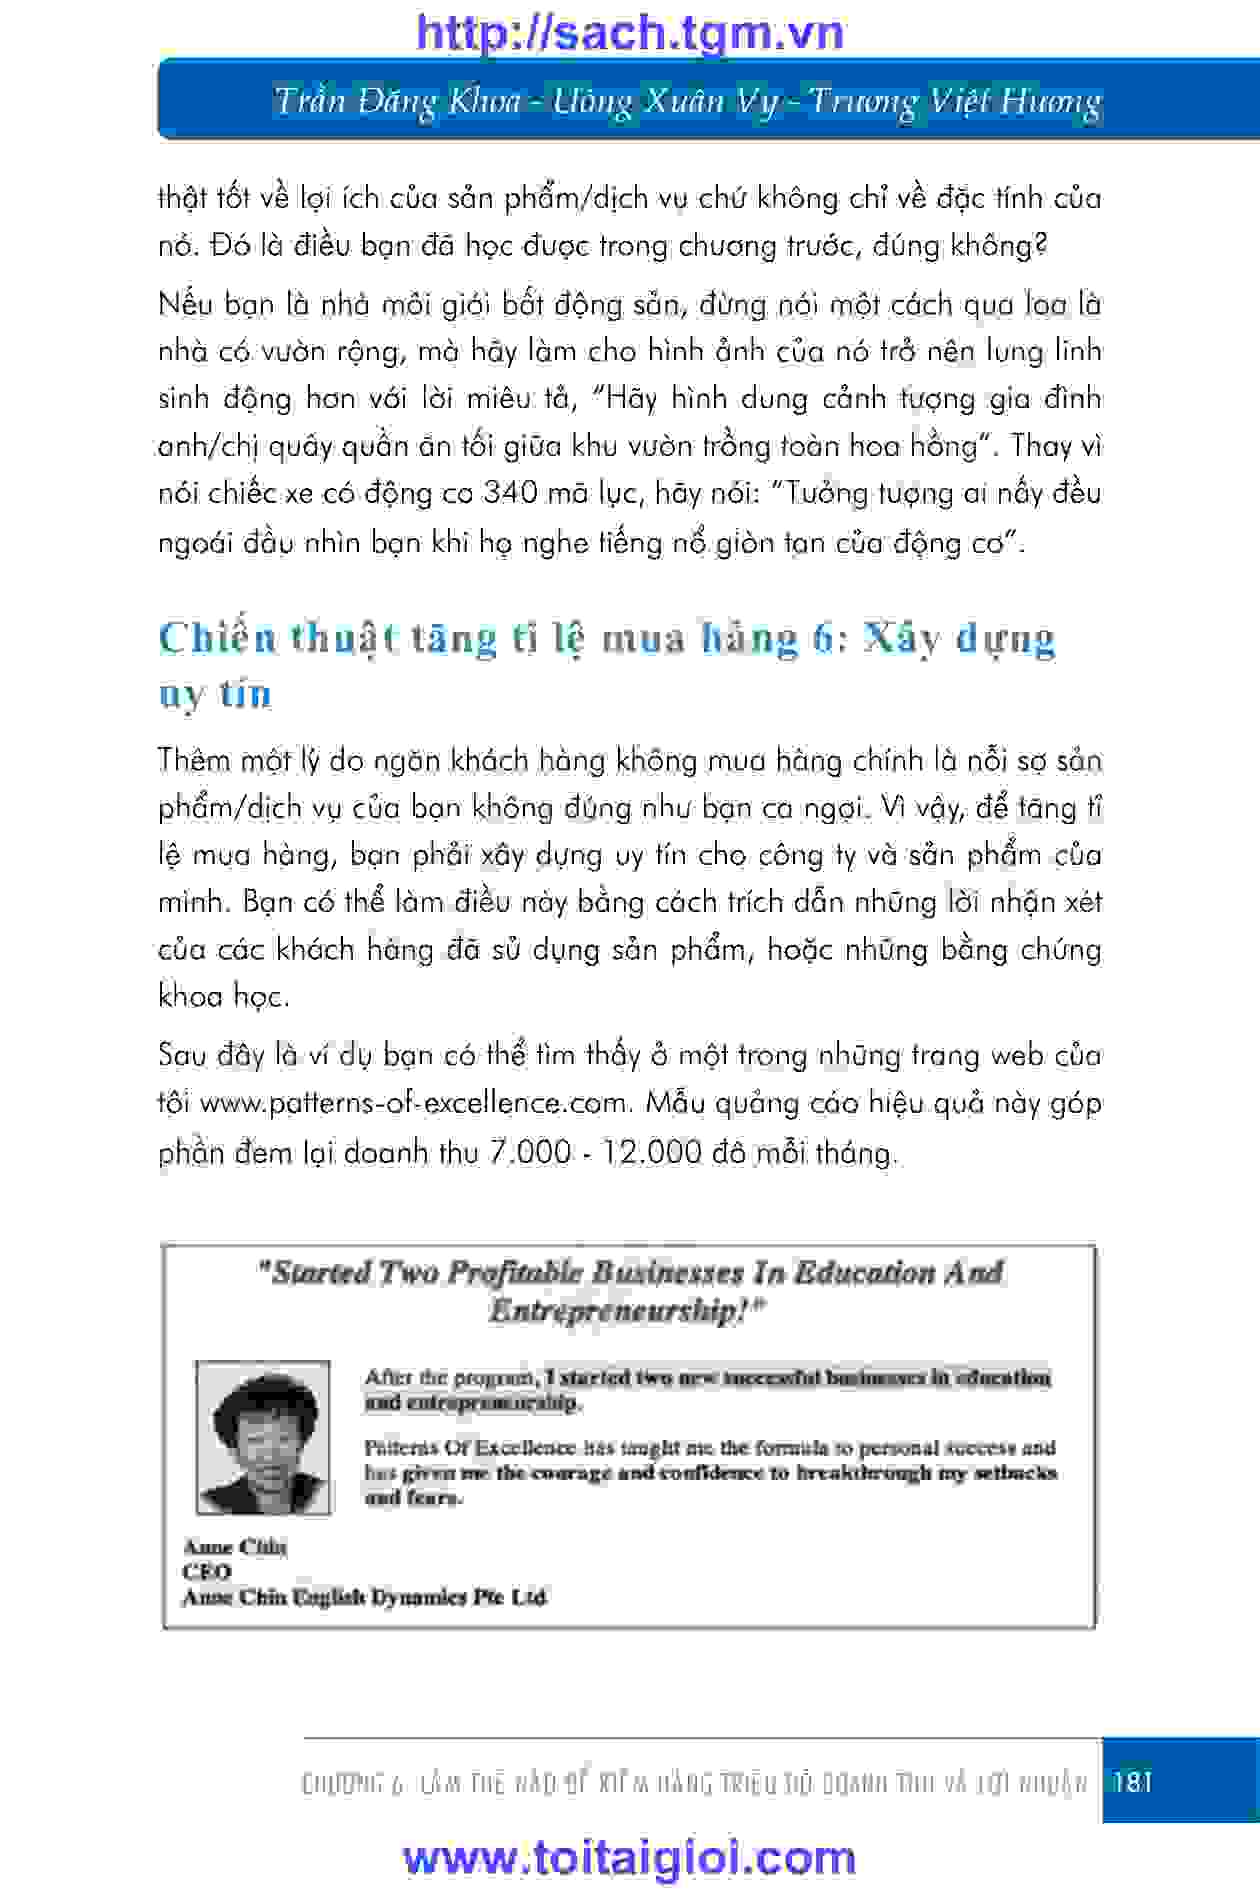 http://sach.tgm.vn
Trần Đăng Khoa - Uông Xuân Vy - Trương Việt Hương
thật tốt về lợi ích của sản phẩm/dịch vụ chứ không chỉ về đặc tính của
nó. Đó là điều bạn đã học được trong chương trước, đúng không?
Nếu bạn là nhà môi giới bất động sản, đừng nói một cách qua loa là
nhà có vườn rộng, mà hãy làm cho hình ảnh của nó trở nên lung linh
sinh động hơn với lời miêu tả, “Hãy hình dung cảnh tượng gia đình
anh/chị quây quần ăn tối giữa khu vườn trồng toàn hoa hồng”. Thay vì
nói chiếc xe có động cơ 340 mã lực, hãy nói: “Tưởng tượng ai nấy đều
ngoái đầu nhìn bạn khi họ nghe tiếng nổ giòn tan của động cơ”.
Chiến thuật tăng tỉ lệ mua hàng 6: Xây dựng
uy tín
Thêm một lý do ngăn khách hàng không mua hàng chính là nỗi sợ sản
phẩm/dịch vụ của bạn không đúng như bạn ca ngợi. Vì vậy, để tăng tỉ
lệ mua hàng, bạn phải xây dựng uy tín cho công ty và sản phẩm của
mình. Bạn có thể làm điều này bằng cách trích dẫn những lời nhận xét
của các khách hàng đã sử dụng sản phẩm, hoặc những bằng chứng
khoa học.
Sau đây là ví dụ bạn có thể tìm thấy ở một trong những trang web của
tôi www.patterns-of-excellence.com. Mẫu quảng cáo hiệu quả này góp
phần đem lại doanh thu 7.000 - 12.000 đô mỗi tháng.
"Started Two Profitable Businesses In Education And
Entrepreneurship!"
After the program, I started two new successful businesses in education
and entrepreneurship.
Patterns Of Excellence has taught me the formula to personal success and
has given me the courage and confidence to breakthrough my setbacks
and fears.
Anne Chin
CEO
Anne Chin English Dynamics Pte Ltd
CHƯƠNG 6: LÀM THẾ NÀO ĐỂ KIẾM HÀNG TRIỆU ĐÔ DOANH THU VÀ LỢI NHUẬN 181
www.toitaigioi.com